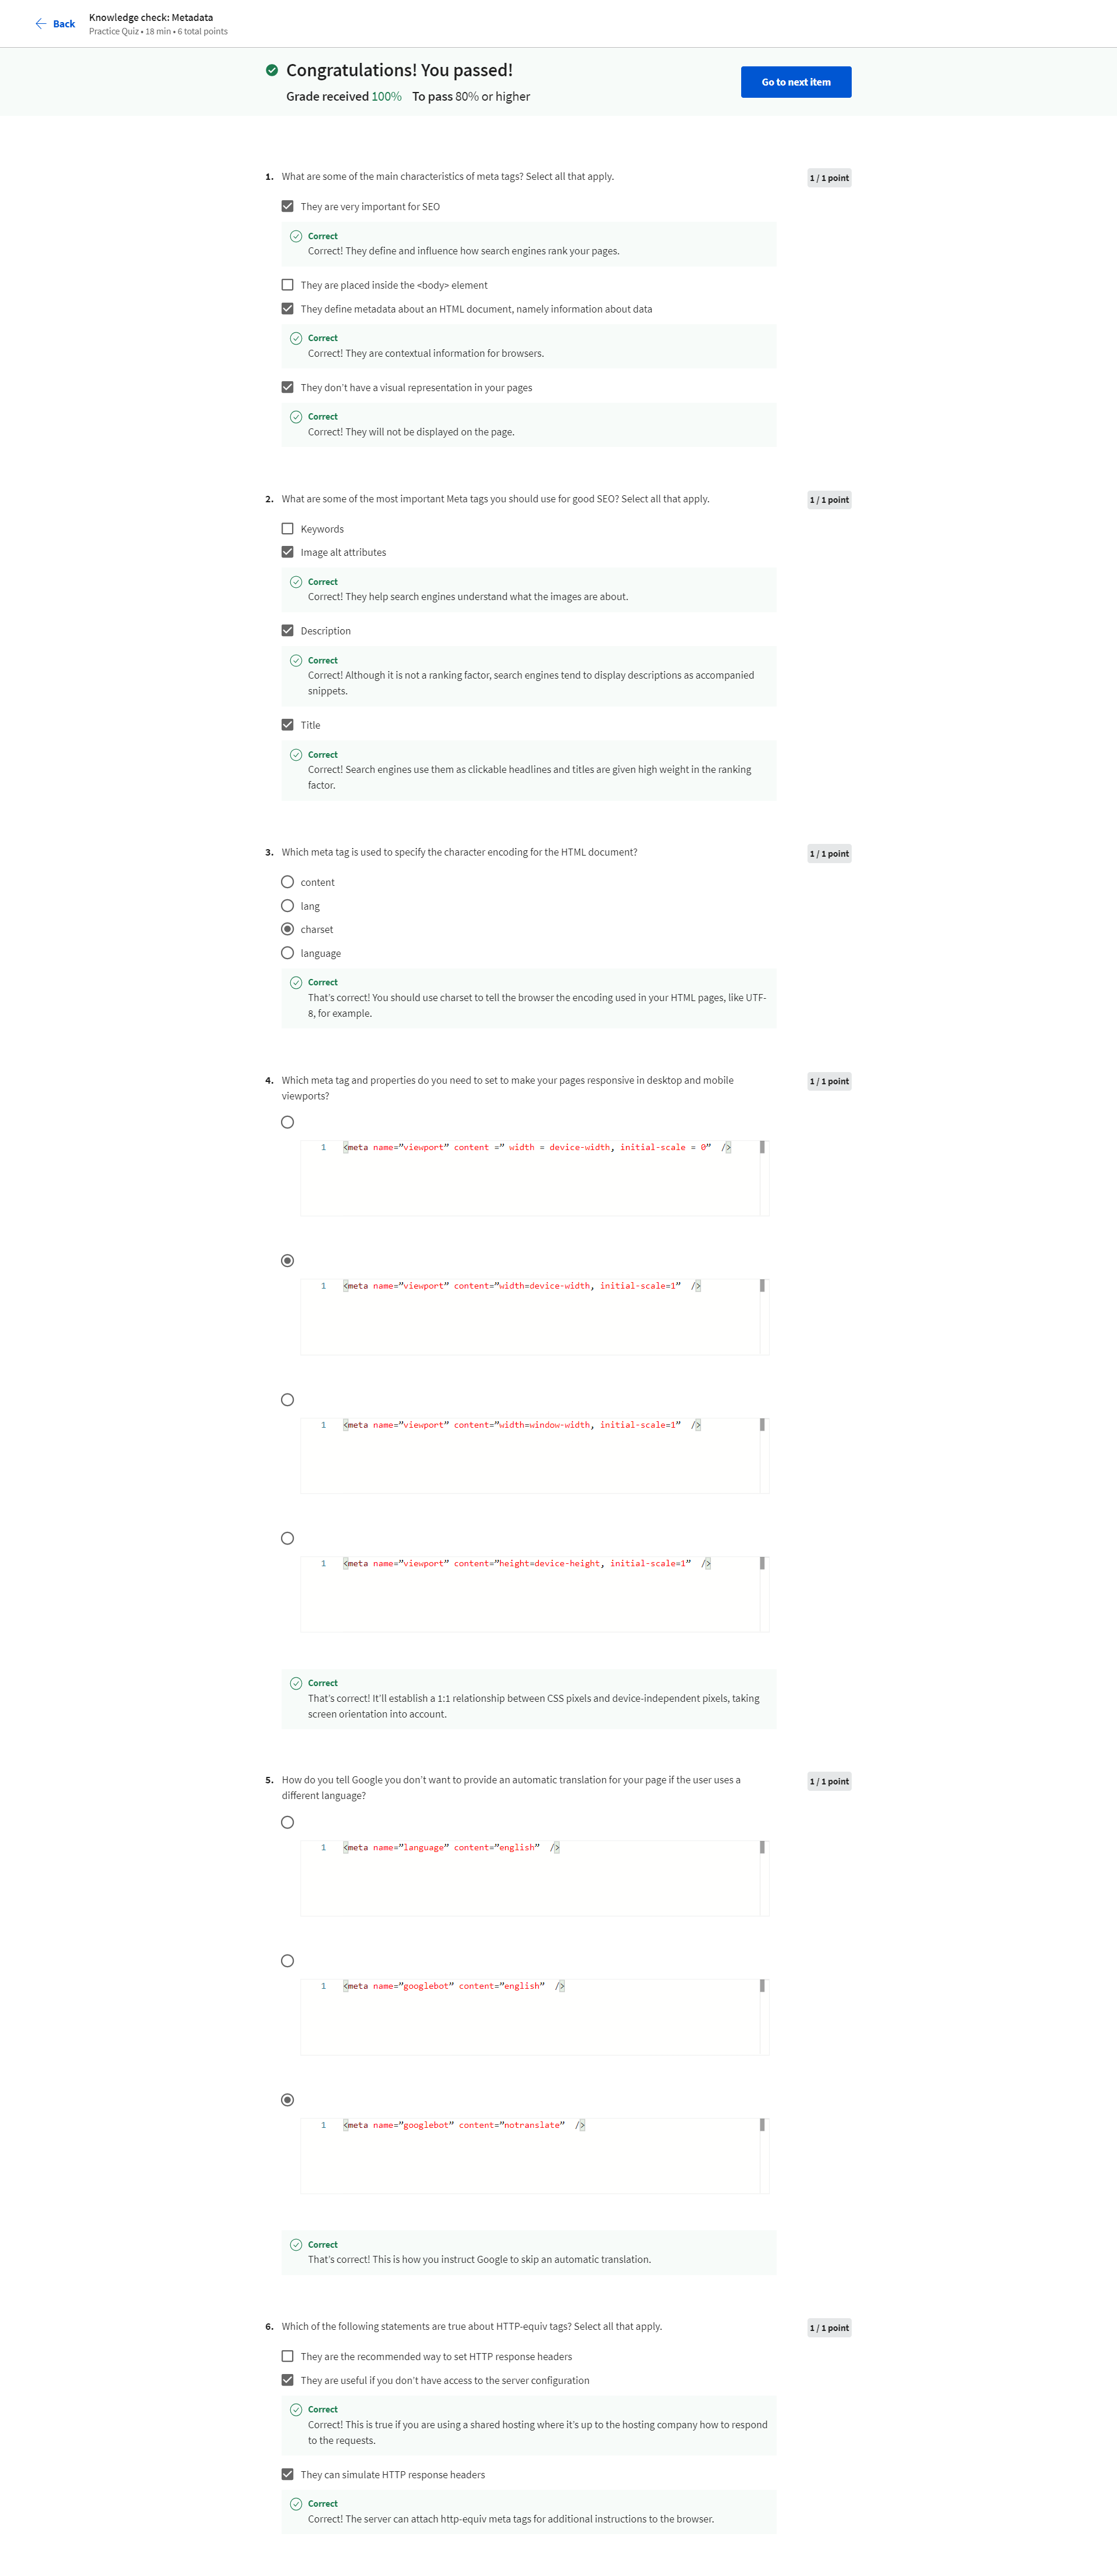 Back
Knowledge check: Metadata
Practice Quiz • 18 min • 6 total points
Congratulations! You passed!
Grade received 100% To pass 80% or higher
Go to next item
1. What are some of the main characteristics of meta tags? Select all that apply.
1 / 1 point
They are very important for SEO
Correct
Correct! They define and influence how search engines rank your pages.
They are placed inside the <body> element
They define metadata about an HTML document, namely information about data
Correct
Correct! They are contextual information for browsers.
They don’t have a visual representation in your pages
Correct
Correct! They will not be displayed on the page.
2. What are some of the most important Meta tags you should use for good SEO? Select all that apply.
1 / 1 point
Keywords
Image alt attributes
Correct
Correct! They help search engines understand what the images are about.
Description
Correct
Correct! Although it is not a ranking factor, search engines tend to display descriptions as accompanied
snippets.
Title
Correct
Correct! Search engines use them as clickable headlines and titles are given high weight in the ranking
factor.
3. Which meta tag is used to specify the character encoding for the HTML document?
1 / 1 point
content
lang
charset
language
Correct
That’s correct! You should use charset to tell the browser the encoding used in your HTML pages, like UTF-
8, for example.
4. Which meta tag and properties do you need to set to make your pages responsive in desktop and mobile
viewports?
1 / 1 point
1 <meta name=”viewport” content =” width = device-width, initial-scale = 0” />
1 <meta name=”viewport” content=”width=device-width, initial-scale=1” />
1 <meta name=”viewport” content=”width=window-width, initial-scale=1” />
1 <meta name=”viewport” content=”height=device-height, initial-scale=1” />
Correct
That’s correct! It’ll establish a 1:1 relationship between CSS pixels and device-independent pixels, taking
screen orientation into account.
5. How do you tell Google you don’t want to provide an automatic translation for your page if the user uses a
different language?
1 / 1 point
1 <meta name=”language” content=”english” />
1 <meta name=”googlebot” content=”english” />
1 <meta name=”googlebot” content=”notranslate” />
Correct
That’s correct! This is how you instruct Google to skip an automatic translation.
6. Which of the following statements are true about HTTP-equiv tags? Select all that apply.
1 / 1 point
They are the recommended way to set HTTP response headers
They are useful if you don’t have access to the server configuration
Correct
Correct! This is true if you are using a shared hosting where it’s up to the hosting company how to respond
to the requests.
They can simulate HTTP response headers
Correct
Correct! The server can attach http-equiv meta tags for additional instructions to the browser.